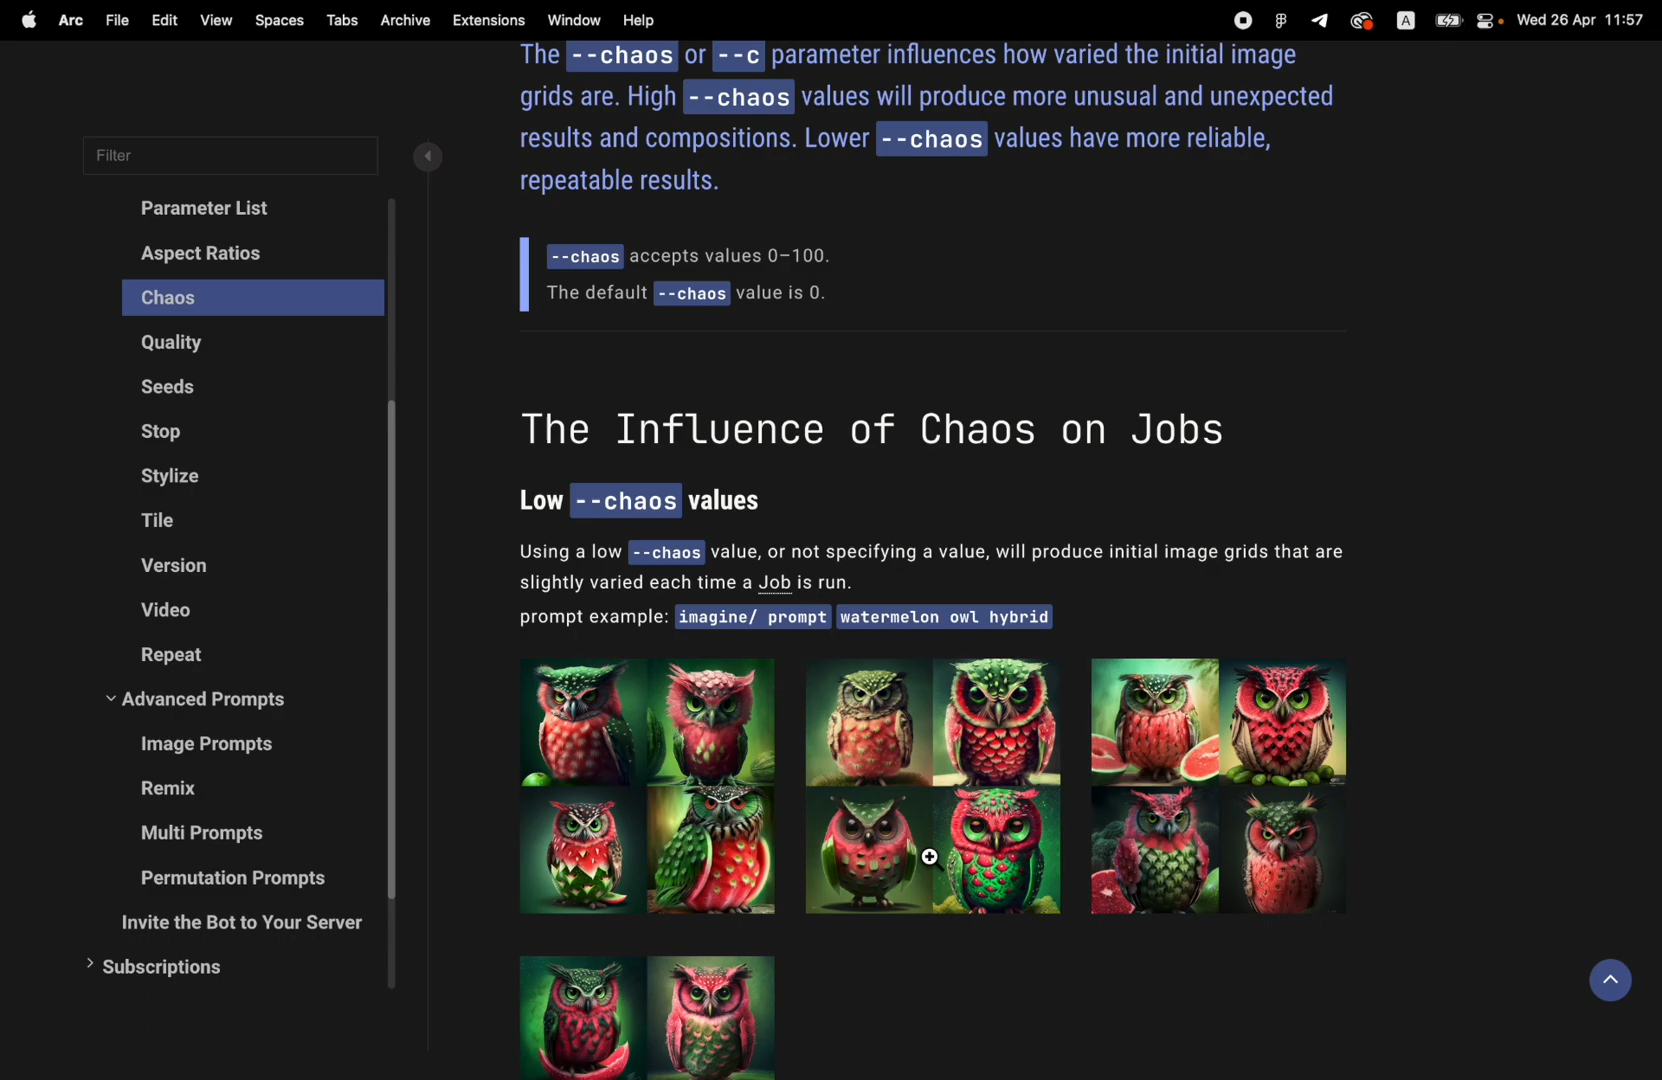 Arc File Edit View Spaces Tabs Archive Extensions Window Help A Wed 26 Apr 11:57
The --chaos or --c parameter influences how varied the initial image
grids are. High --chaos values will produce more unusual and unexpected
results and compositions. Lower --chaos values have more reliable,
repeatable results.
Filter
Parameter List
Aspect Ratios
Chaos
Quality
Seeds
Stop
Stylize
Tile
Version
Video
Repeat
Advanced Prompts
Image Prompts
Remix
Multi Prompts
Permutation Prompts
Invite the Bot to Your Server
Subscriptions
--chaos accepts values 0–100.
The default --chaos value is 0.
The Influence of Chaos on Jobs
Low --chaos values
Using a low --chaos value, or not specifying a value, will produce initial image grids that are
slightly varied each time a Job is run.
prompt example: imagine/ prompt watermelon owl hybrid